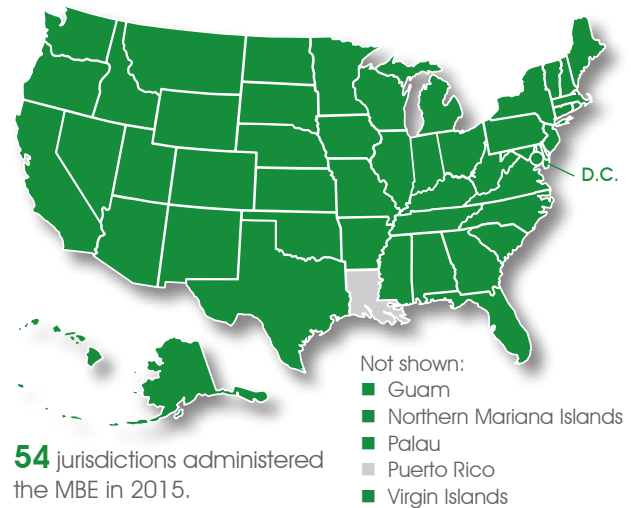 D.C.
Not shown:
Guam
Northern Mariana Islands
Palau
Puerto Rico
Virgin Islands
54 jurisdictions administered
the MBE in 2015.